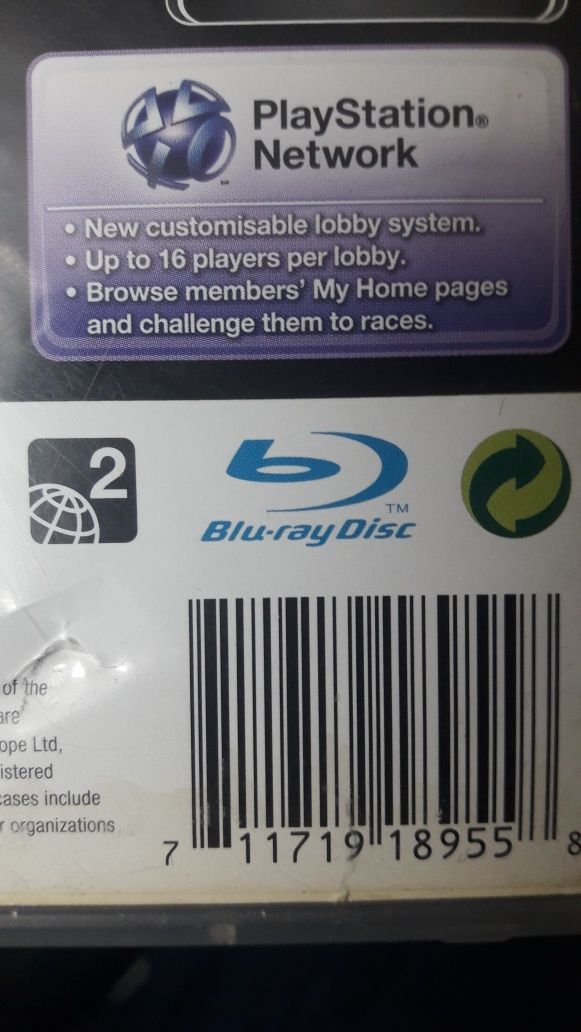 PlayStation®
Network
SM
• New customisable lobby system.
• Up to 16 players per lobby.
• Browse members' My Home pages
and challenge them to races.
2
TM
Blu-ray Disc
of the
are
ope Ltd,
istered
cases include
r organizations
7 11719 18955 8